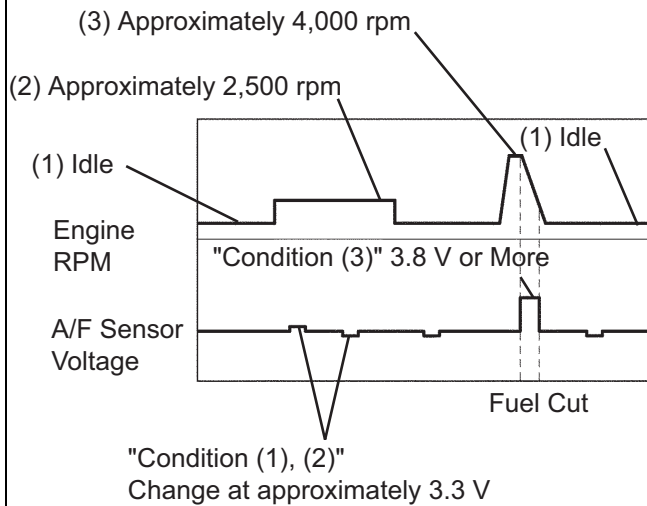 (3) Approximately 4,000 rpm
(2) Approximately 2,500 rpm
(1) Idle
(1) Idle
Engine
RPM
"Condition (3)" 3.8 V or More
A/F Sensor
Voltage
Fuel Cut
"Condition (1), (2)"
Change at approximately 3.3 V